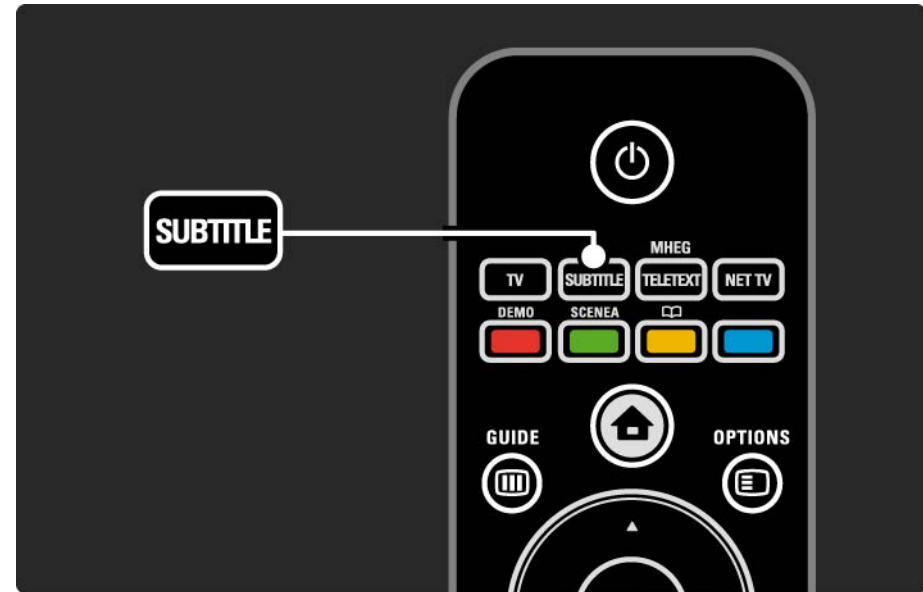 SUBTITLE
MHEG
TV SUBTITLE TELETEXT NET TV
DEMO SCENEA
GUIDE OPTIONS